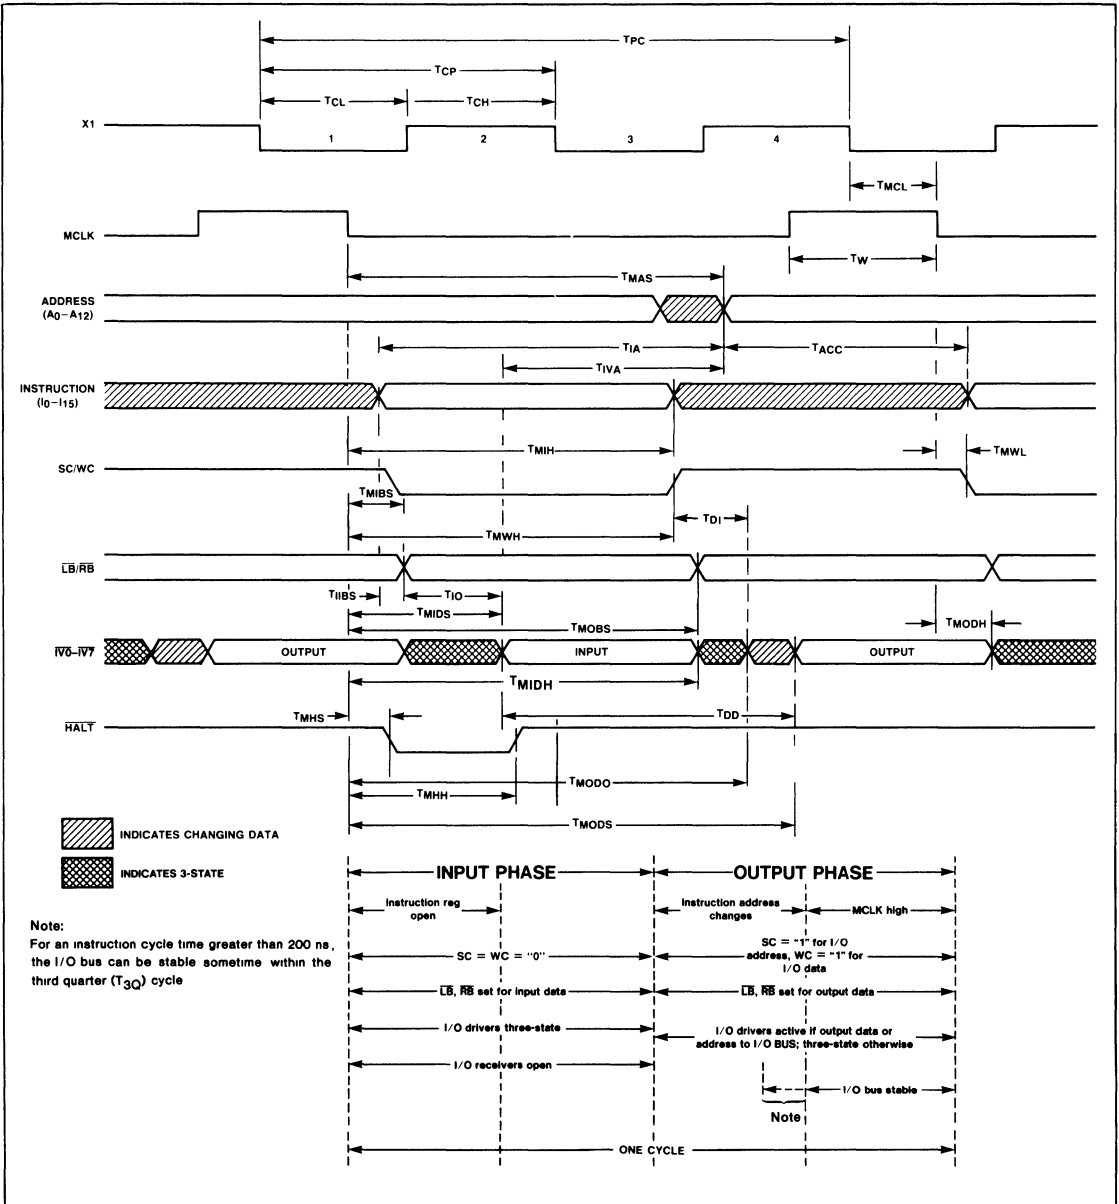 TPC
TCP
TCL
TCH
X1
1
2
3
4
TMCL
MCLK
TW
TMAS
ADDRESS
(A0–A12)
TIA
TACC
TIVA
INSTRUCTION
(I0–I15)
TMIH
TMWL
SC/WC
TMIBS
TDI
TMWH
LB/RB
TIIBS
TIO
TMIDS
TMOBS
TMODH
IV0–IV7
OUTPUT
INPUT
OUTPUT
TMIDH
TMHS
TDD
HALT
TMODO
TMHH
TMODS
INDICATES CHANGING DATA
INDICATES 3-STATE
Note:
For an instruction cycle time greater than 200 ns,
the I/O bus can be stable sometime within the
third quarter (T3Q) cycle
INPUT PHASE
OUTPUT PHASE
Instruction reg
open
Instruction address
changes
MCLK high
SC = WC = "0"
SC = "1" for I/O
address, WC = "1" for
I/O data
LB, RB set for input data
LB, RB set for output data
I/O drivers three-state
I/O drivers active if output data or
address to I/O BUS; three-state otherwise
I/O receivers open
I/O bus stable
Note
ONE CYCLE